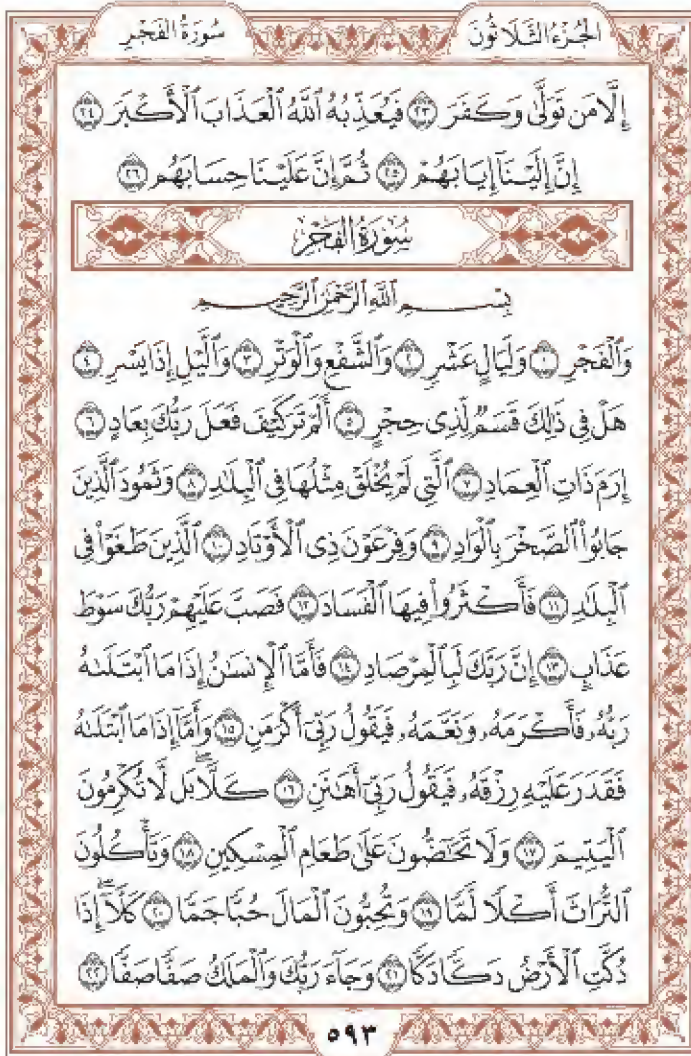 الجُزْءُ الثَّلَاثُونَ سُورَةُ الفَجْرِ
إِلَّا مَن تَوَلَّىٰ وَكَفَرَ ٢٣ فَيُعَذِّبُهُ ٱللَّهُ ٱلْعَذَابَ ٱلْأَكْبَرَ ٢٤
إِنَّ إِلَيْنَآ إِيَابَهُمْ ٢٥ ثُمَّ إِنَّ عَلَيْنَا حِسَابَهُم ٢٦
سُورَةُ الفَجْرِ
بِسْمِ ٱللَّهِ ٱلرَّحْمَٰنِ ٱلرَّحِيمِ
وَٱلْفَجْرِ ١ وَلَيَالٍ عَشْرٍ ٢ وَٱلشَّفْعِ وَٱلْوَتْرِ ٣ وَٱلَّيْلِ إِذَا يَسْرِ ٤
هَلْ فِى ذَٰلِكَ قَسَمٌ لِّذِى حِجْرٍ ٥ أَلَمْ تَرَ كَيْفَ فَعَلَ رَبُّكَ بِعَادٍ ٦
إِرَمَ ذَاتِ ٱلْعِمَادِ ٧ ٱلَّتِى لَمْ يُخْلَقْ مِثْلُهَا فِى ٱلْبِلَٰدِ ٨ وَثَمُودَ ٱلَّذِينَ
جَابُوا۟ ٱلصَّخْرَ بِٱلْوَادِ ٩ وَفِرْعَوْنَ ذِى ٱلْأَوْتَادِ ١٠ ٱلَّذِينَ طَغَوْا۟ فِى
ٱلْبِلَٰدِ ١١ فَأَكْثَرُوا۟ فِيهَا ٱلْفَسَادَ ١٢ فَصَبَّ عَلَيْهِمْ رَبُّكَ سَوْطَ
عَذَابٍ ١٣ إِنَّ رَبَّكَ لَبِٱلْمِرْصَادِ ١٤ فَأَمَّا ٱلْإِنسَٰنُ إِذَا مَا ٱبْتَلَىٰهُ
رَبُّهُۥ فَأَكْرَمَهُۥ وَنَعَّمَهُۥ فَيَقُولُ رَبِّىٓ أَكْرَمَنِ ١٥ وَأَمَّآ إِذَا مَا ٱبْتَلَىٰهُ
فَقَدَرَ عَلَيْهِ رِزْقَهُۥ فَيَقُولُ رَبِّىٓ أَهَٰنَنِ ١٦ كَلَّا ۖ بَل لَّا تُكْرِمُونَ
ٱلْيَتِيمَ ١٧ وَلَا تَحَٰٓضُّونَ عَلَىٰ طَعَامِ ٱلْمِسْكِينِ ١٨ وَتَأْكُلُونَ
ٱلتُّرَاثَ أَكْلًا لَّمًّا ١٩ وَتُحِبُّونَ ٱلْمَالَ حُبًّا جَمًّا ٢٠ كَلَّآ ۖ إِذَا
دُكَّتِ ٱلْأَرْضُ دَكًّا دَكًّا ٢١ وَجَآءَ رَبُّكَ وَٱلْمَلَكُ صَفًّا صَفًّا ٢٢
٥٩٣